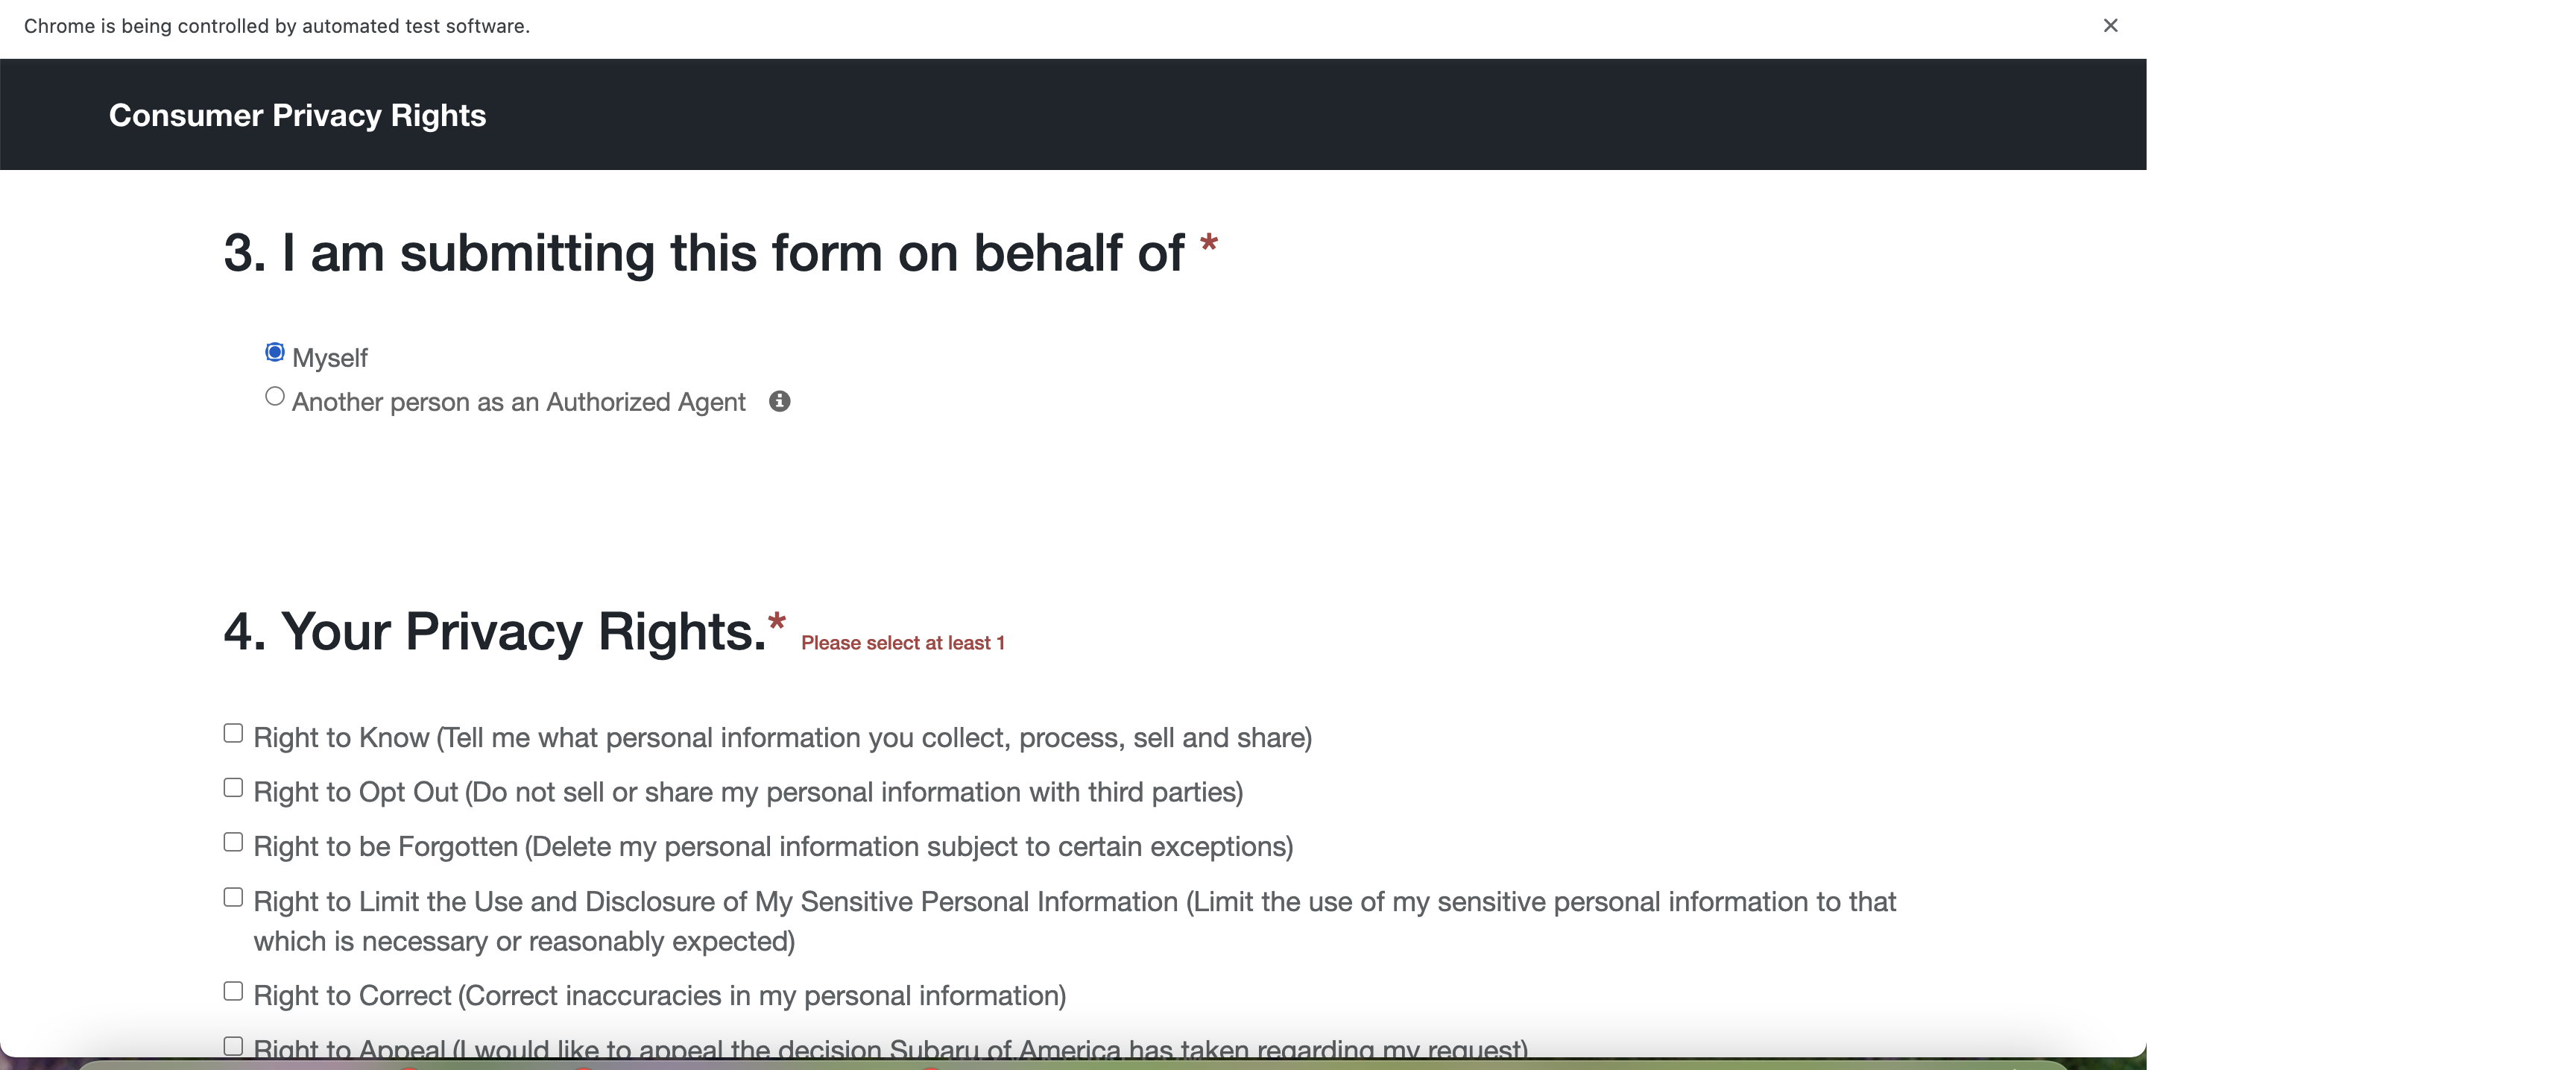 Chrome is being controlled by automated test software.
Consumer Privacy Rights
3. I am submitting this form on behalf of *
Myself
Another person as an Authorized Agent
4. Your Privacy Rights.* Please select at least 1
Right to Know (Tell me what personal information you collect, process, sell and share)
Right to Opt Out (Do not sell or share my personal information with third parties)
Right to be Forgotten (Delete my personal information subject to certain exceptions)
Right to Limit the Use and Disclosure of My Sensitive Personal Information (Limit the use of my sensitive personal information to that
which is necessary or reasonably expected)
Right to Correct (Correct inaccuracies in my personal information)
Right to Appeal (I would like to appeal the decision Subaru of America has taken regarding my request)